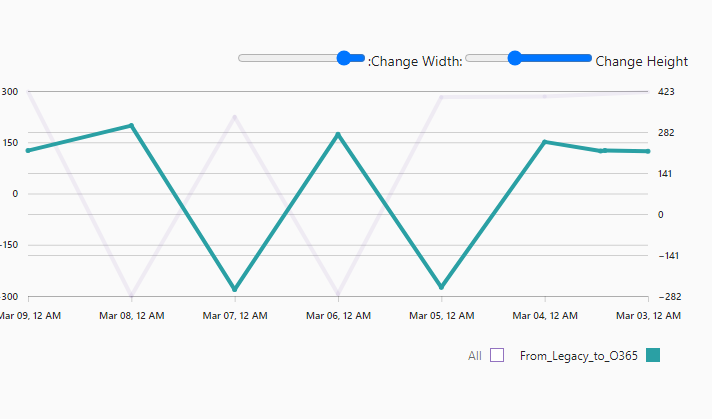 :Change Width: Change Height
300 423
150 282
141
0 0
-150 -141
-300 -282
Mar 09, 12 AM Mar 08, 12 AM Mar 07, 12 AM Mar 06, 12 AM Mar 05, 12 AM Mar 04, 12 AM Mar 03, 12 AM
All From_Legacy_to_O365